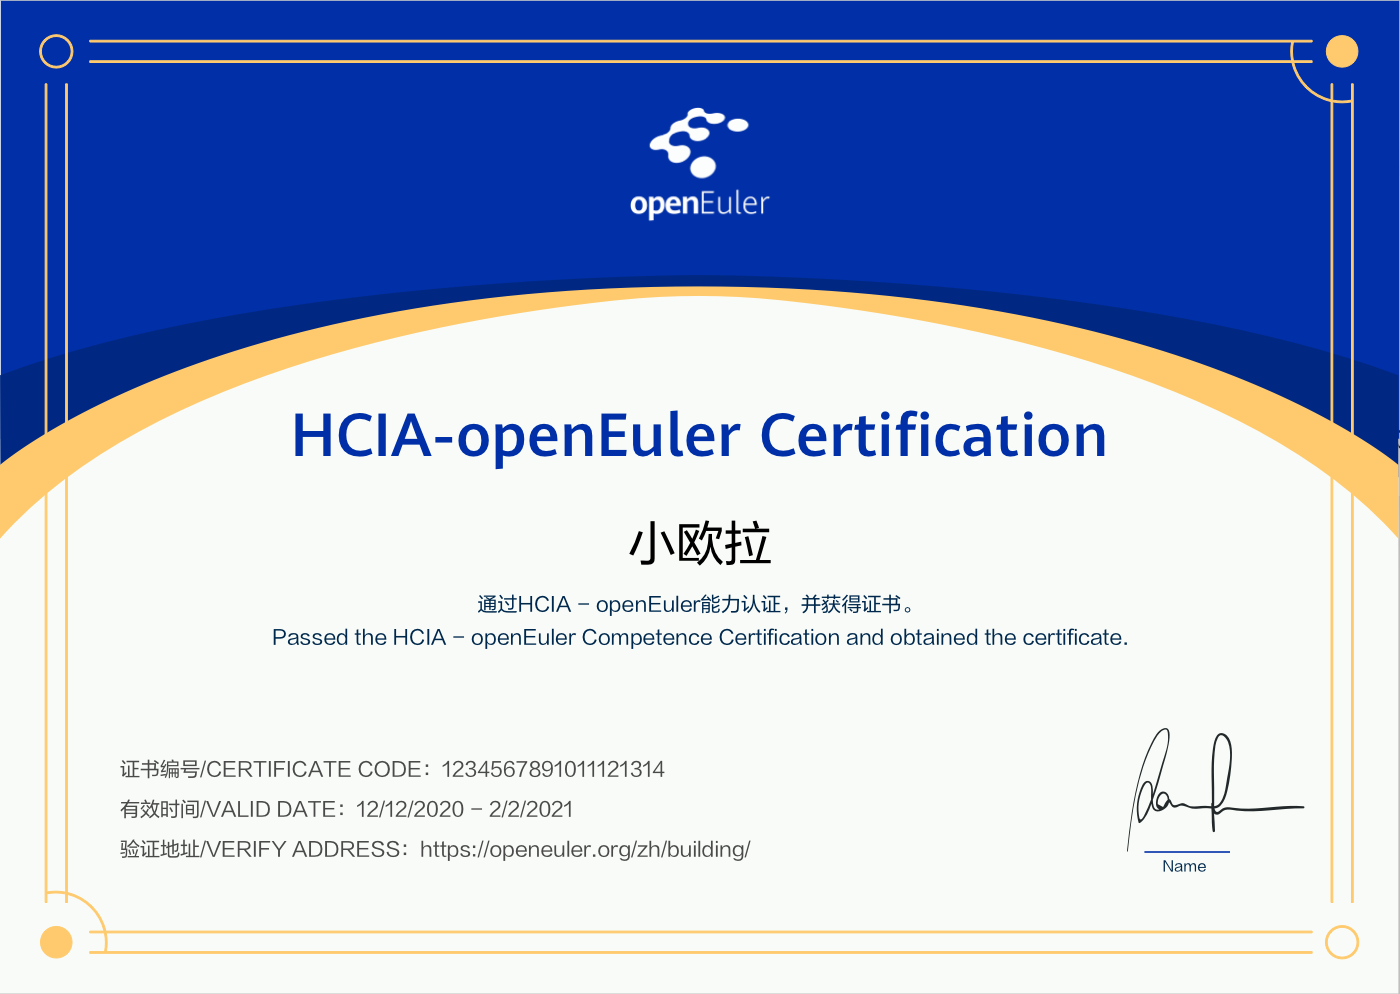 openEuler
HCIA-openEuler Certification
小欧拉
通过HCIA – openEuler能力认证，并获得证书。
Passed the HCIA – openEuler Competence Certification and obtained the certificate.
证书编号/CERTIFICATE CODE：1234567891011121314
有效时间/VALID DATE：12/12/2020 – 2/2/2021
验证地址/VERIFY ADDRESS：https://openeuler.org/zh/building/
Name